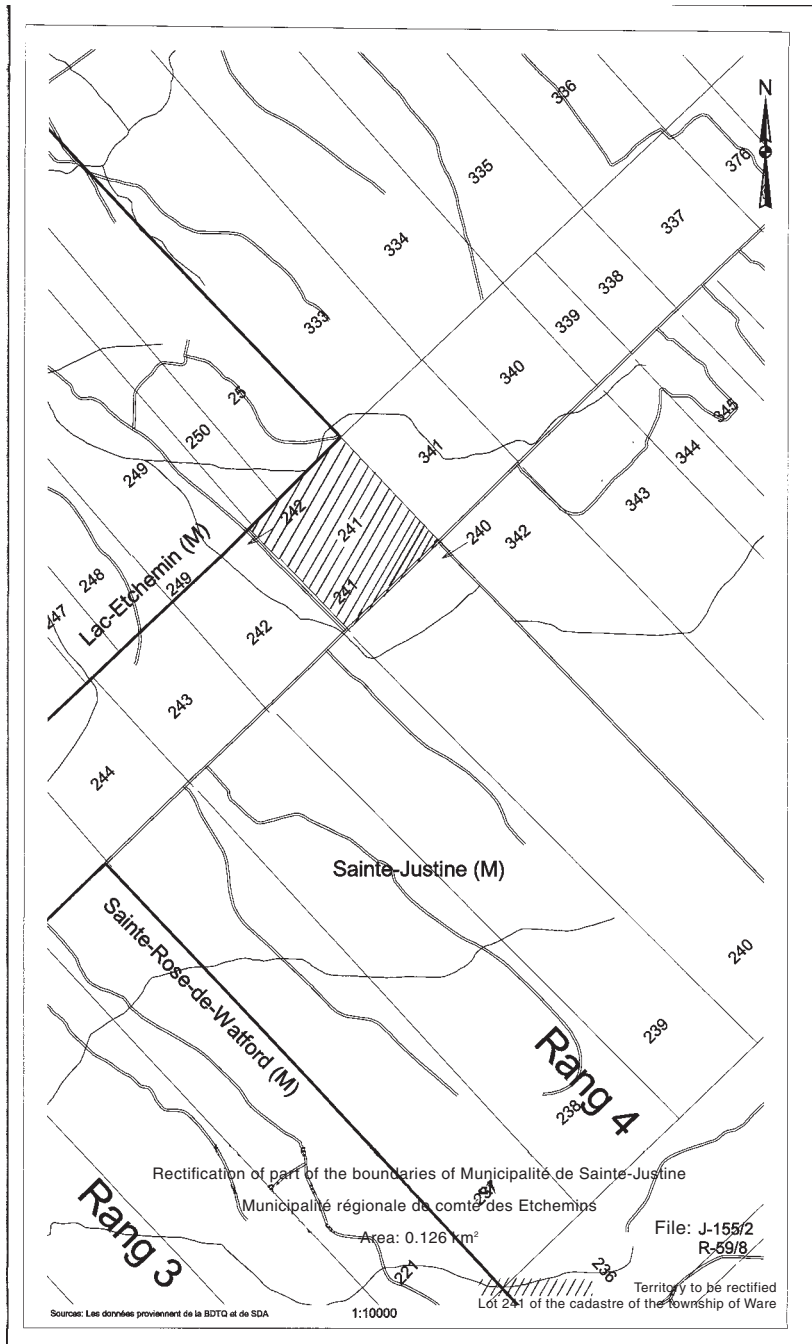 N
336
335
376
334
337
338
333
339
340
25
345
250
341
344
249
343
242
241
240
342
Lac-Etchemin (M)
248
249
241
247
242
243
244
Sainte-Justine (M)
Sainte-Rose-de-Watford (M)
240
239
Rang 4
238
Rectification of part of the boundaries of Municipalité de Sainte-Justine
Municipalité régionale de comté des Etchemins
Area: 0.126 km²
Rang 3
File: J-155/2
R-59/8
221
236
Territory to be rectified
Lot 241 of the cadastre of the township of Ware
Sources: Les données proviennent de la BDTQ et de SDA
1:10000